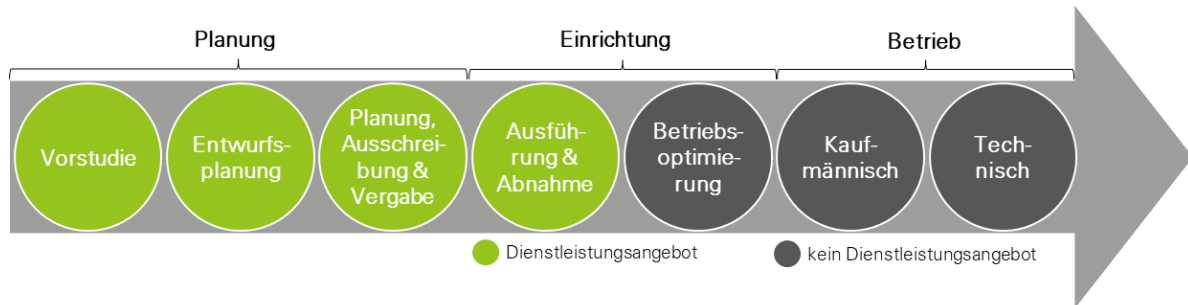 Planung
Einrichtung
Betrieb
Vorstudie
Entwurfs-
planung
Planung,
Ausschrei-
bung &
Vergabe
Ausfüh-
rung &
Abnahme
Betriebs-
optimie-
rung
Kauf-
männisch
Tech-
nisch
Dienstleistungsangebot
kein Dienstleistungsangebot